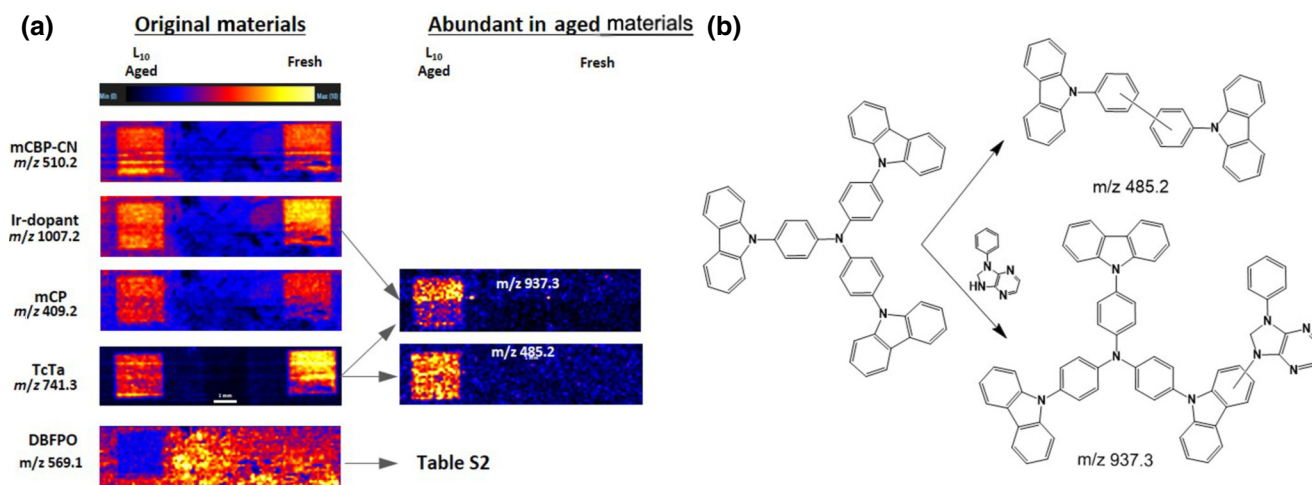 (a)
Original materials
Abundant in aged materials
L10 Aged
Fresh
L10 Aged
Fresh
Min (0)
Max (10)
mCBP-CN
m/z 510.2
Ir-dopant
m/z 1007.2
mCP
m/z 409.2
TcTa
m/z 741.3
1 mm
DBFPO
m/z 569.1
m/z 937.3
m/z 485.2
Table S2
(b)
N
N
m/z 485.2
N
N
N
N
N
N
HN
N
N
N
N
N
N
N
N
N
m/z 937.3